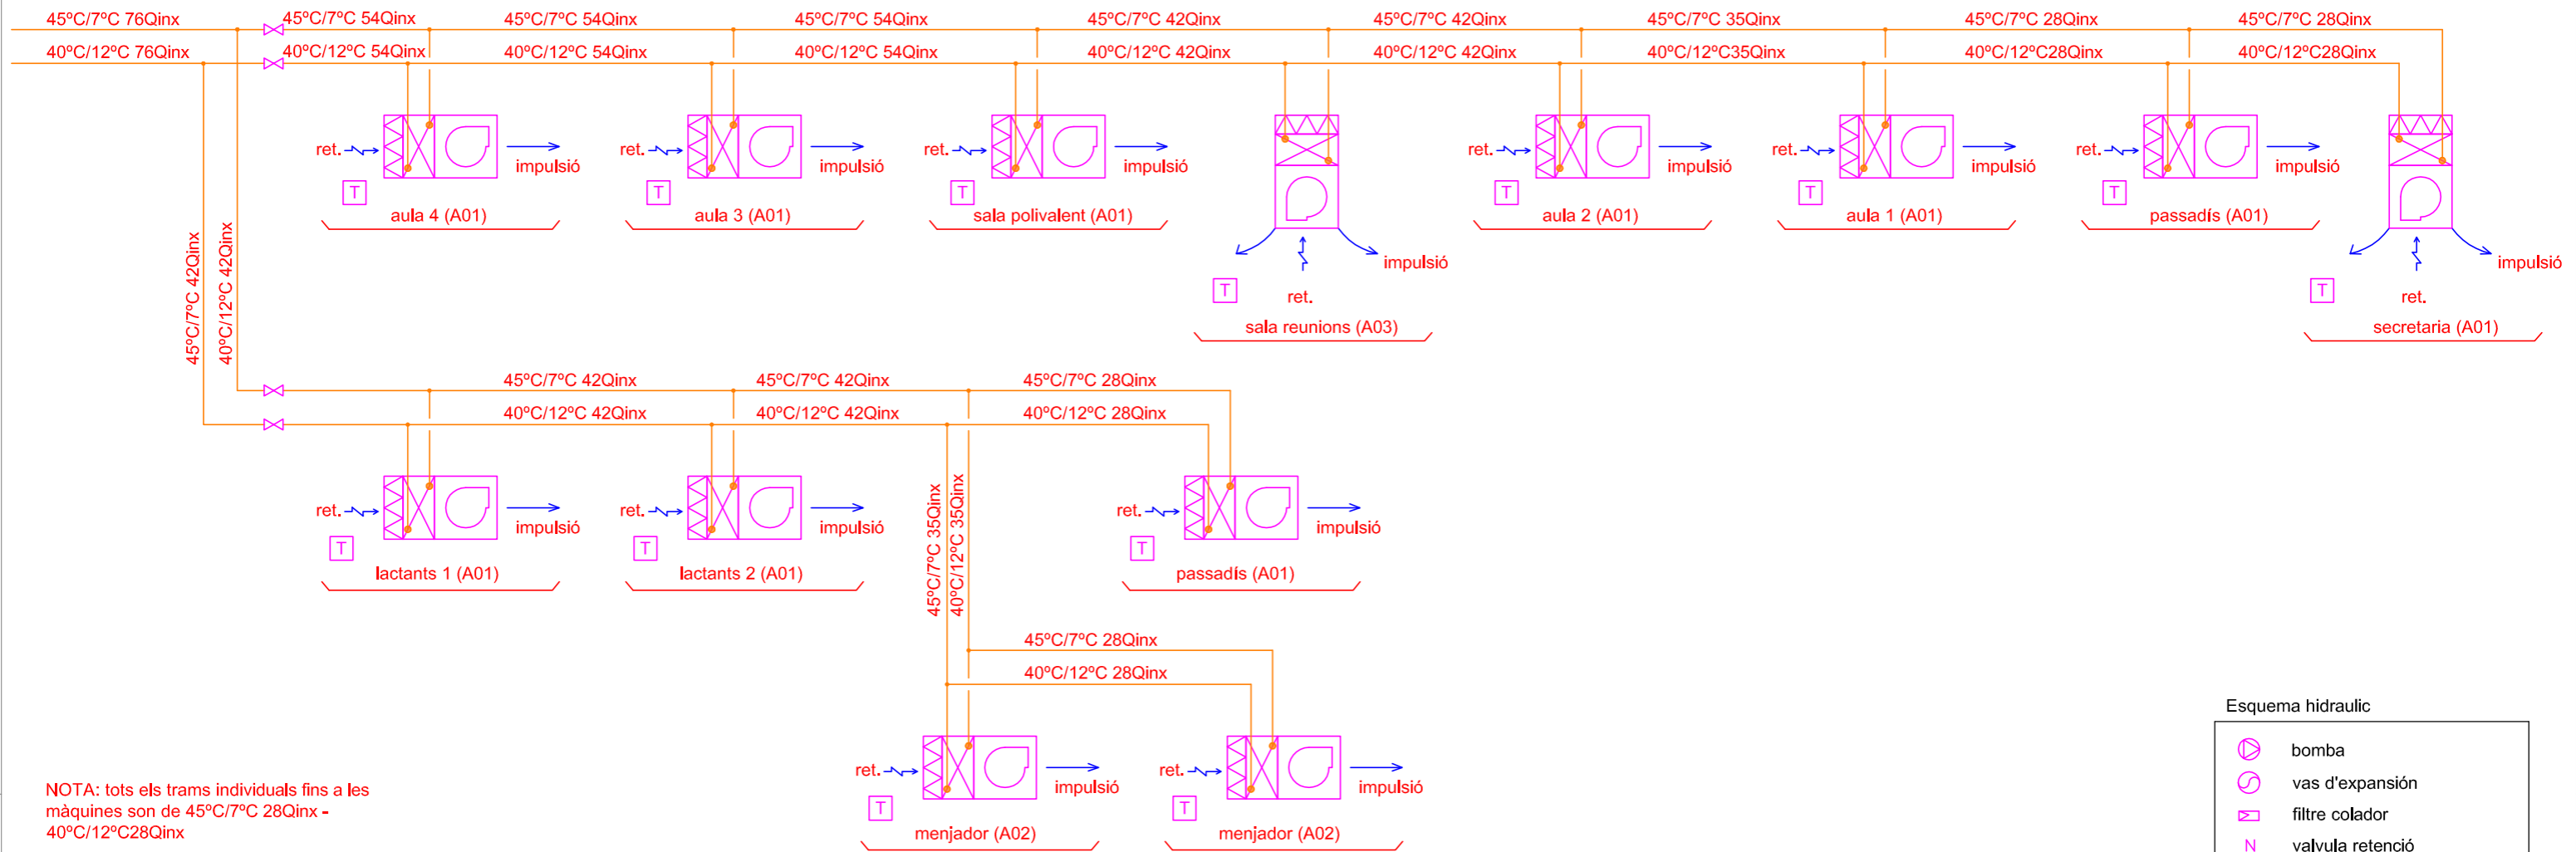 45ºC/7ºC 76Qinx
45ºC/7ºC 54Qinx
45ºC/7ºC 54Qinx
45ºC/7ºC 54Qinx
45ºC/7ºC 42Qinx
45ºC/7ºC 42Qinx
45ºC/7ºC 35Qinx
45ºC/7ºC 28Qinx
45ºC/7ºC 28Qinx
40ºC/12ºC 76Qinx
40ºC/12ºC 54Qinx
40ºC/12ºC 54Qinx
40ºC/12ºC 54Qinx
40ºC/12ºC 42Qinx
40ºC/12ºC 42Qinx
40ºC/12ºC35Qinx
40ºC/12ºC28Qinx
40ºC/12ºC28Qinx
ret.
impulsió
T
aula 4 (A01)
ret.
impulsió
T
aula 3 (A01)
ret.
impulsió
T
sala polivalent (A01)
impulsió
T
ret.
sala reunions (A03)
ret.
impulsió
T
aula 2 (A01)
ret.
impulsió
T
aula 1 (A01)
ret.
impulsió
T
passadís (A01)
impulsió
T
ret.
secretaria (A01)
45ºC/7ºC 42Qinx
40ºC/12ºC 42Qinx
45ºC/7ºC 42Qinx
45ºC/7ºC 42Qinx
45ºC/7ºC 28Qinx
40ºC/12ºC 42Qinx
40ºC/12ºC 42Qinx
40ºC/12ºC 28Qinx
ret.
impulsió
T
lactants 1 (A01)
ret.
impulsió
T
lactants 2 (A01)
45ºC/7ºC 35Qinx
40ºC/12ºC 35Qinx
ret.
impulsió
T
passadís (A01)
45ºC/7ºC 28Qinx
40ºC/12ºC 28Qinx
ret.
impulsió
T
menjador (A02)
ret.
impulsió
T
menjador (A02)
NOTA: tots els trams individuals fins a les
màquines son de 45ºC/7ºC 28Qinx -
40ºC/12ºC28Qinx
Esquema hidraulic
bomba
vas d'expansión
filtre colador
N valvula retenció